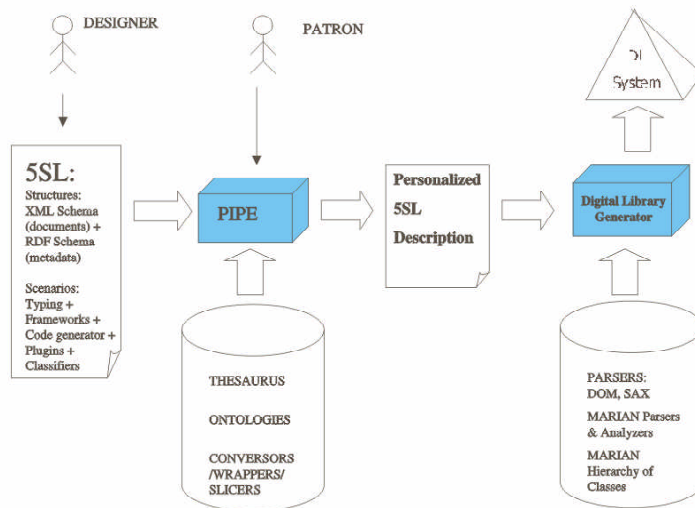 DESIGNER
PATRON
DL
System
5SL:
Structures:
XML Schema
(documents) +
RDF Schema
(metadata)
Scenarios:
Typing +
Frameworks +
Code generator +
Plugins +
Classifiers
PIPE
Personalized
5SL
Description
Digital Library
Generator
THESAURUS
ONTOLOGIES
CONVERSORS
/WRAPPERS/
SLICERS
PARSERS:
DOM, SAX
MARIAN Parsers
& Analyzers
MARIAN
Hierarchy of
Classes